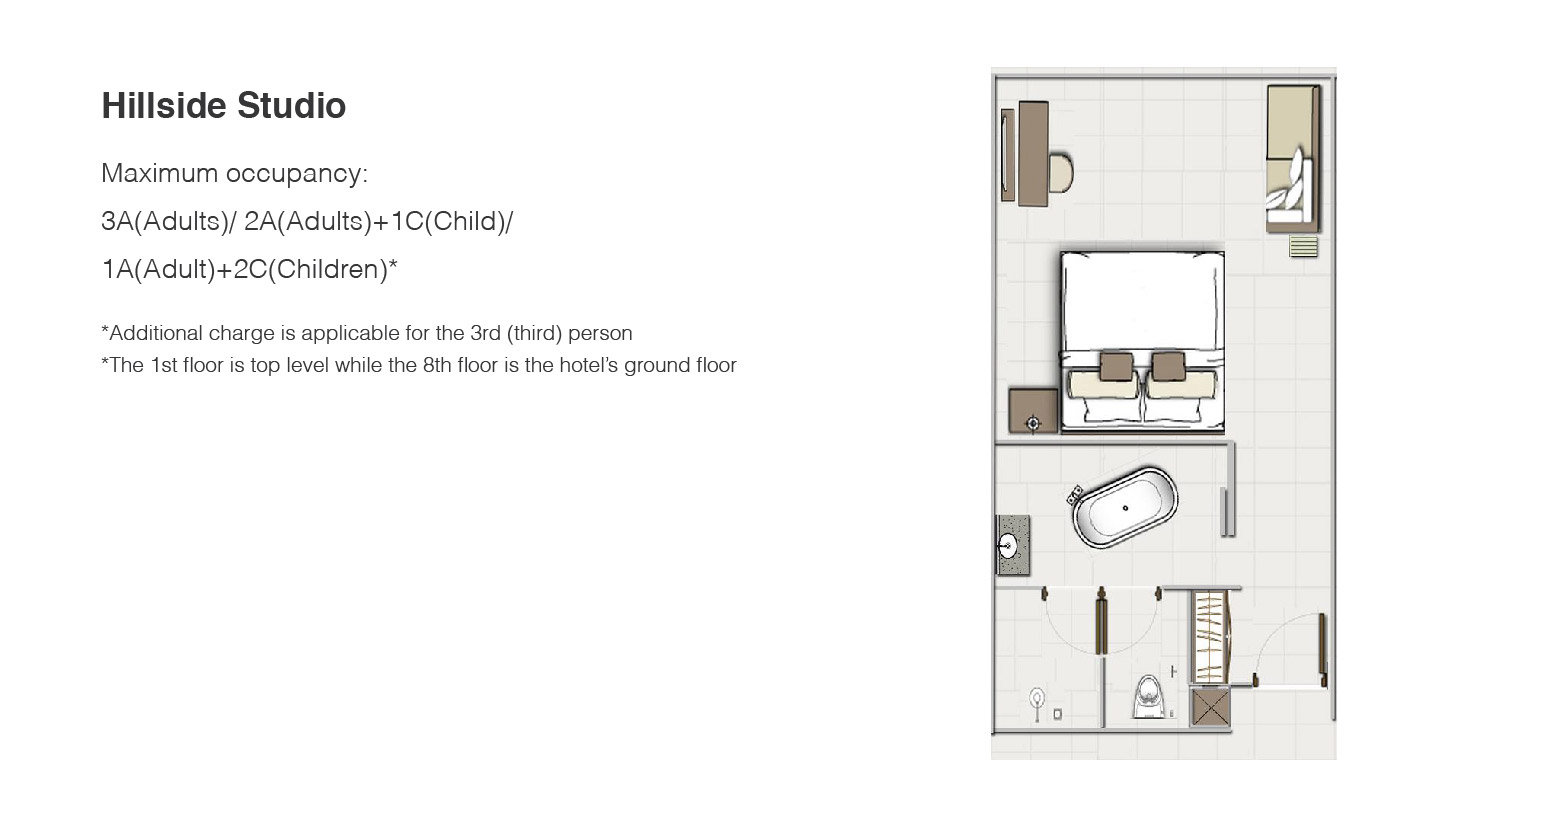 Hillside Studio
Maximum occupancy:
3A(Adults)/ 2A(Adults)+1C(Child)/
1A(Adult)+2C(Children)*
*Additional charge is applicable for the 3rd (third) person
*The 1st floor is top level while the 8th floor is the hotel’s ground floor